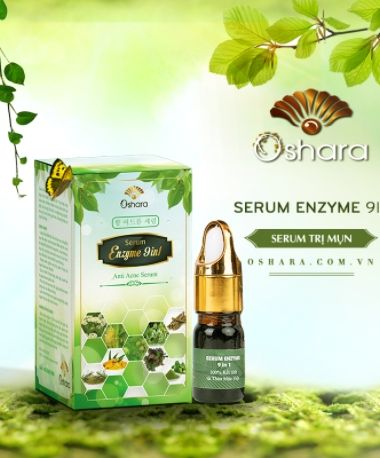 Oshara
SERUM ENZYME 9I
SERUM TRỊ MỤN
OSHARA.COM.VN
Oshara
Serum
Enzyme 9in1
Anti Acne Serum
SERUM ENZYME
9 in 1